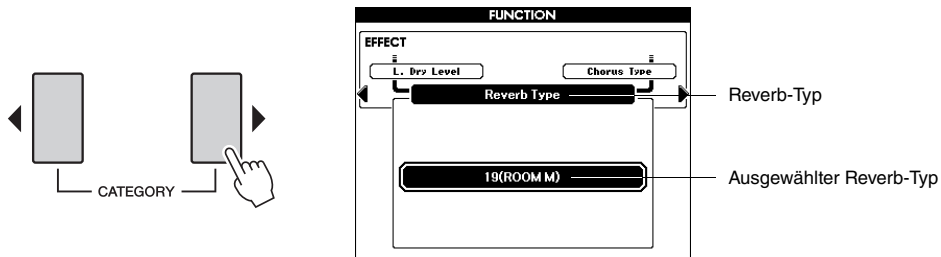 FUNCTION
EFFECT
L. Dry Level
Chorus Type
Reverb Type
Reverb-Typ
19(ROOM M)
Ausgewählter Reverb-Typ
CATEGORY